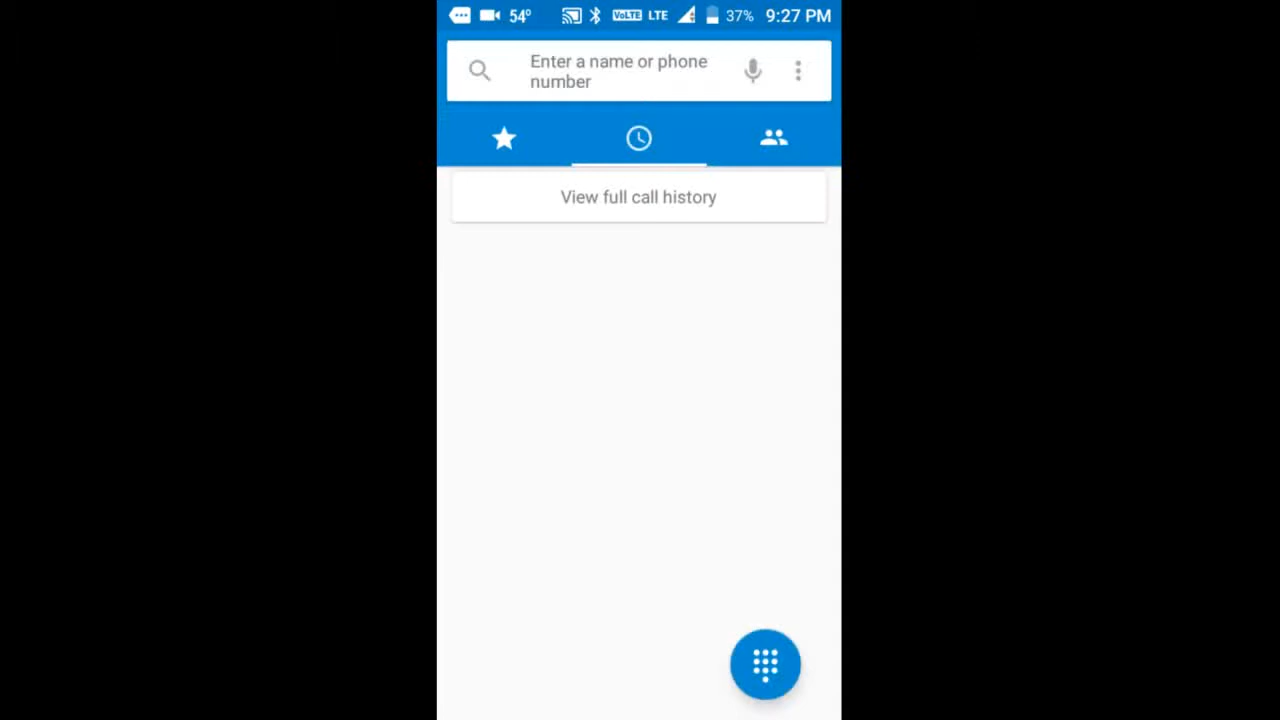 54° VoLTE LTE 37% 9:27 PM
Enter a name or phone
number
View full call history